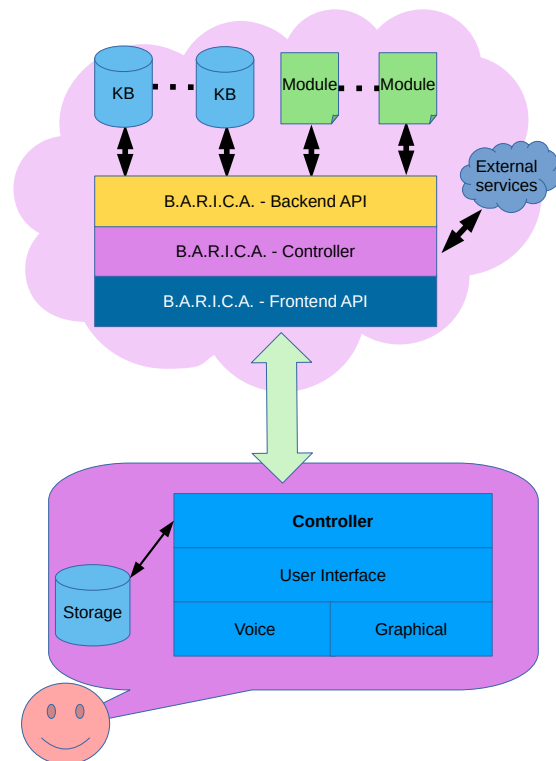 KB
KB
Module
Module
External
services
B.A.R.I.C.A. - Backend API
B.A.R.I.C.A. - Controller
B.A.R.I.C.A. - Frontend API
Controller
User Interface
Storage
Voice
Graphical